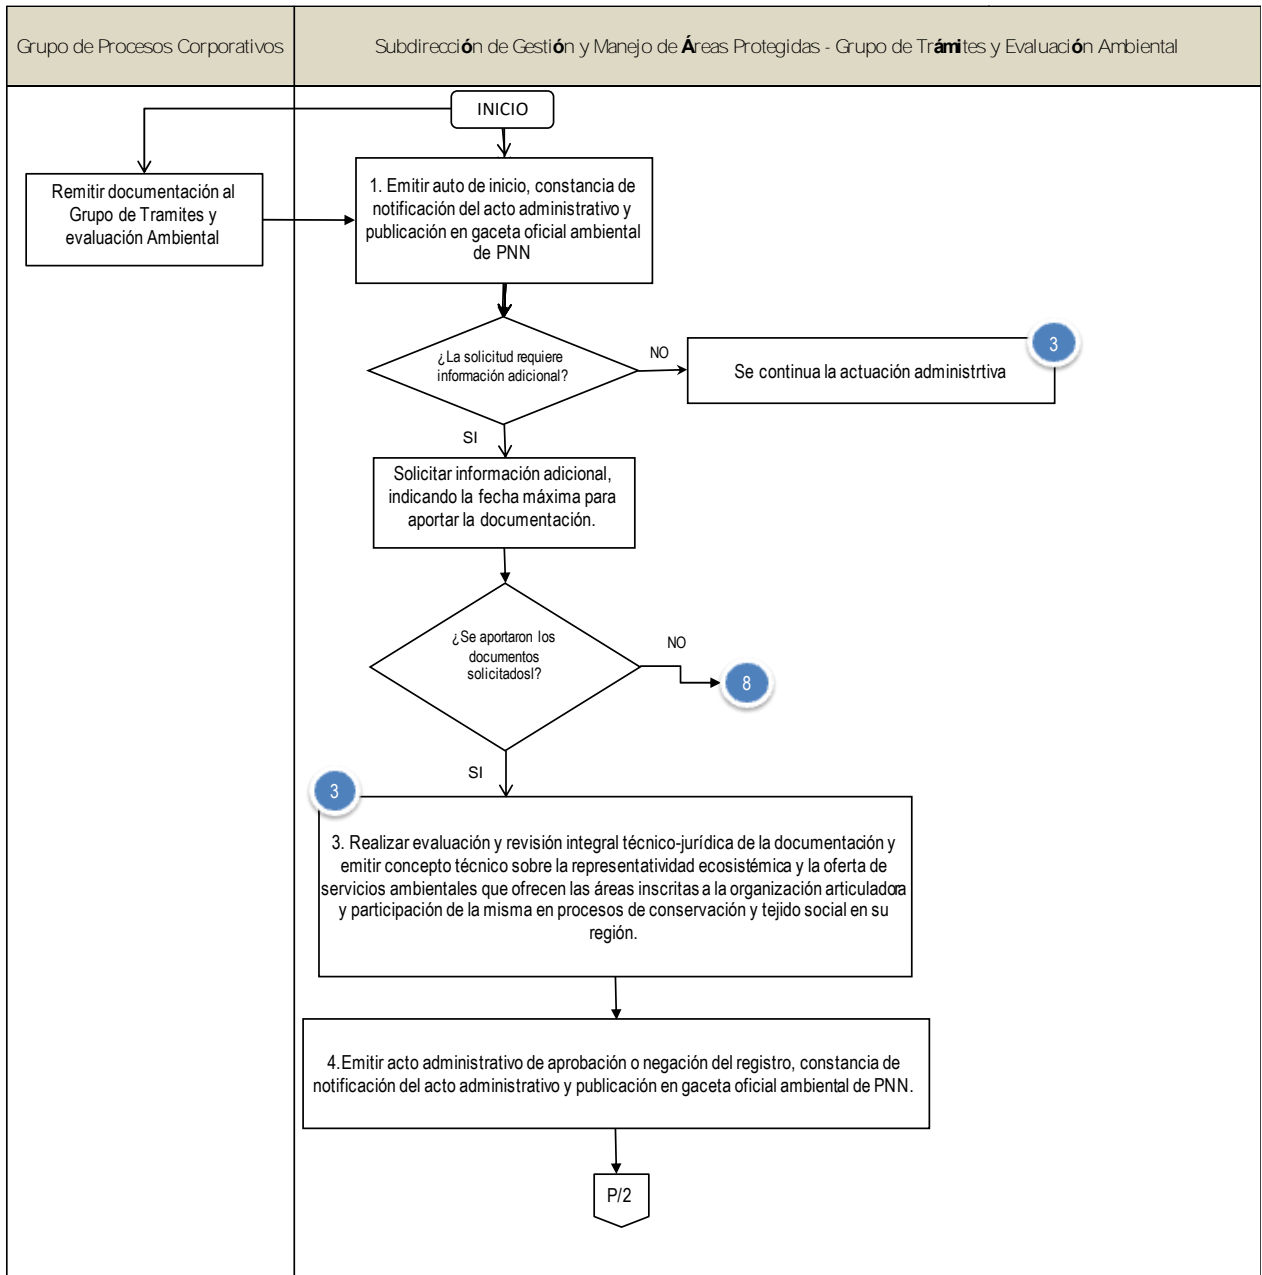 Grupo de Procesos Corporativos
Subdirección de Gestión y Manejo de Áreas Protegidas - Grupo de Trámites y Evaluación Ambiental
INICIO
Remitir documentación al
Grupo de Tramites y
evaluación Ambiental
1. Emitir auto de inicio, constancia de
notificación del acto administrativo y
publicación en gaceta oficial ambiental
de PNN
¿La solicitud requiere
información adicional?
NO
3
Se continua la actuación administrtiva
SI
Solicitar información adicional,
indicando la fecha máxima para
aportar la documentación.
¿Se aportaron los
documentos
solicitadosI?
NO
8
SI
3
3. Realizar evaluación y revisión integral técnico-jurídica de la documentación y
emitir concepto técnico sobre la representatividad ecosistémica y la oferta de
servicios ambientales que ofrecen las áreas inscritas a la organización articuladora
y participación de la misma en procesos de conservación y tejido social en su
región.
4.Emitir acto administrativo de aprobación o negación del registro, constancia de
notificación del acto administrativo y publicación en gaceta oficial ambiental de PNN.
P/2